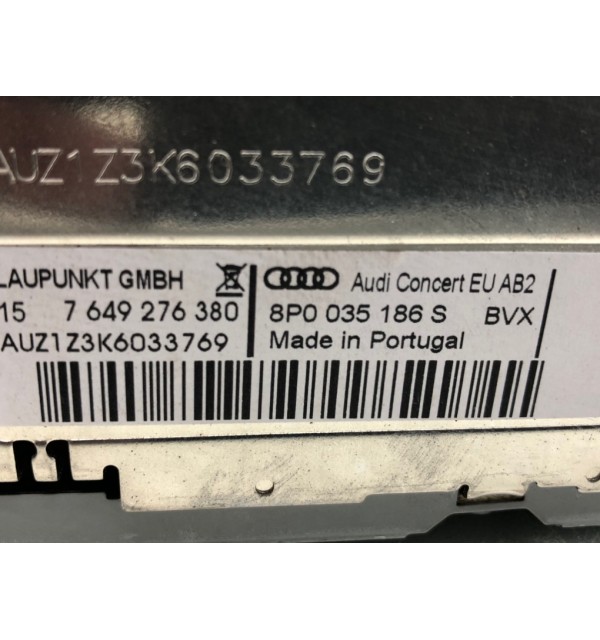 AUZ1Z3K6033769
LAUPUNKT GMBH
Audi Concert EU AB2
15 7 649 276 380
8P0 035 186 S BVX
AUZ1Z3K6033769
Made in Portugal